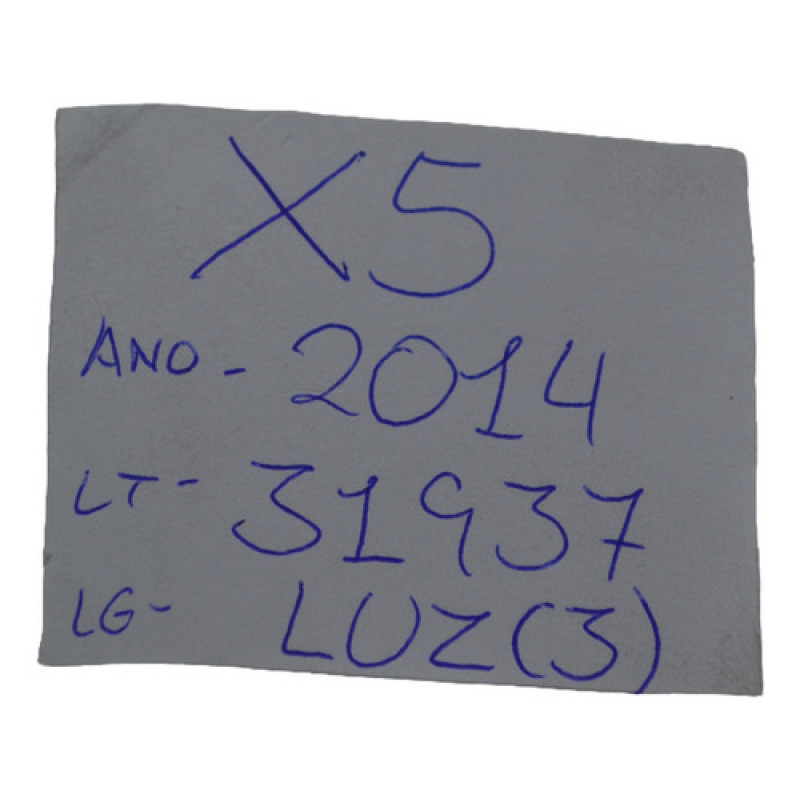 X5
ANO - 2014
LT - 31937
LG - LUZ(3)